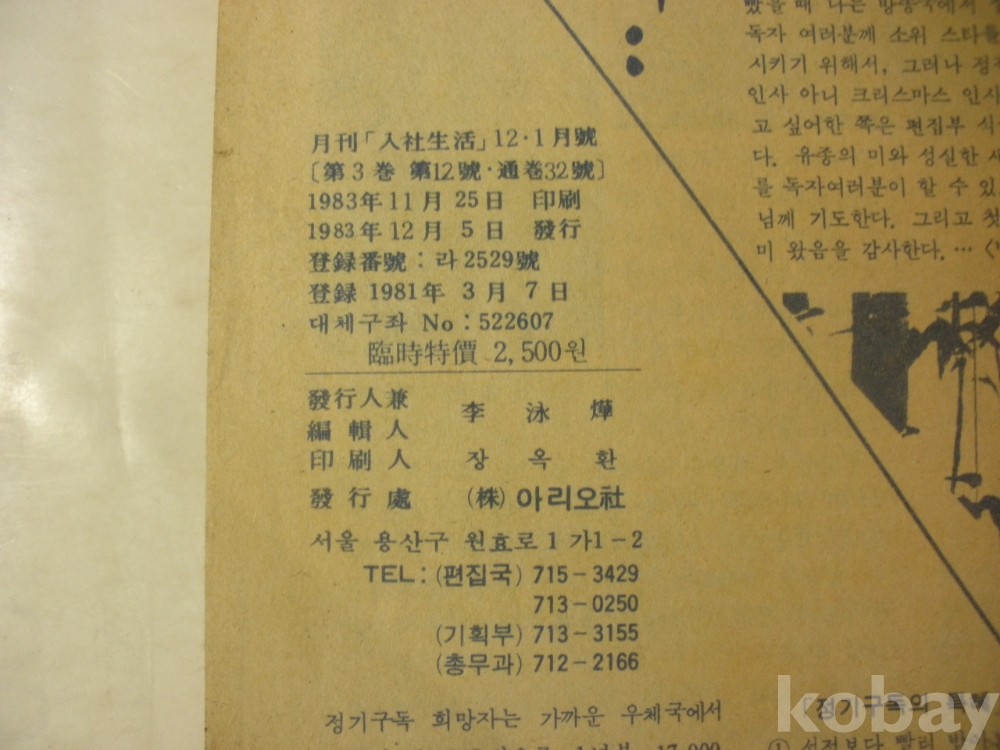 月刊「入社生活」12·1月號
〔第3巻 第12號·通巻32號〕
1983年 11月 25日 印刷
1983年 12月 5日 發行
登録番號 : 라 2529號
登録 1981年 3月 7日
대체구좌 No : 522607
臨時特價 2,500원
發行人兼
編輯人
李泳燁
印刷人 장옥환
發行處 (株) 아리오社
서울 용산구 원효로 1 가1-2
TEL : (편집국) 715-3429
713-0250
(기획부) 713-3155
(총무과) 712-2166
정기구독 희망자는 가까운 우체국에서
독자 여러분께 소위 스타를
시키기 위해서, 그러나
인사 아니 크리스마스 인사
고 싶어한 쪽은 편집부
다. 유종의 미와 성실한
를 독자여러분이 할 수 있
님께 기도한다. 그리고 첫
미 왔음을 감사한다. …
「정기구독의
kobay